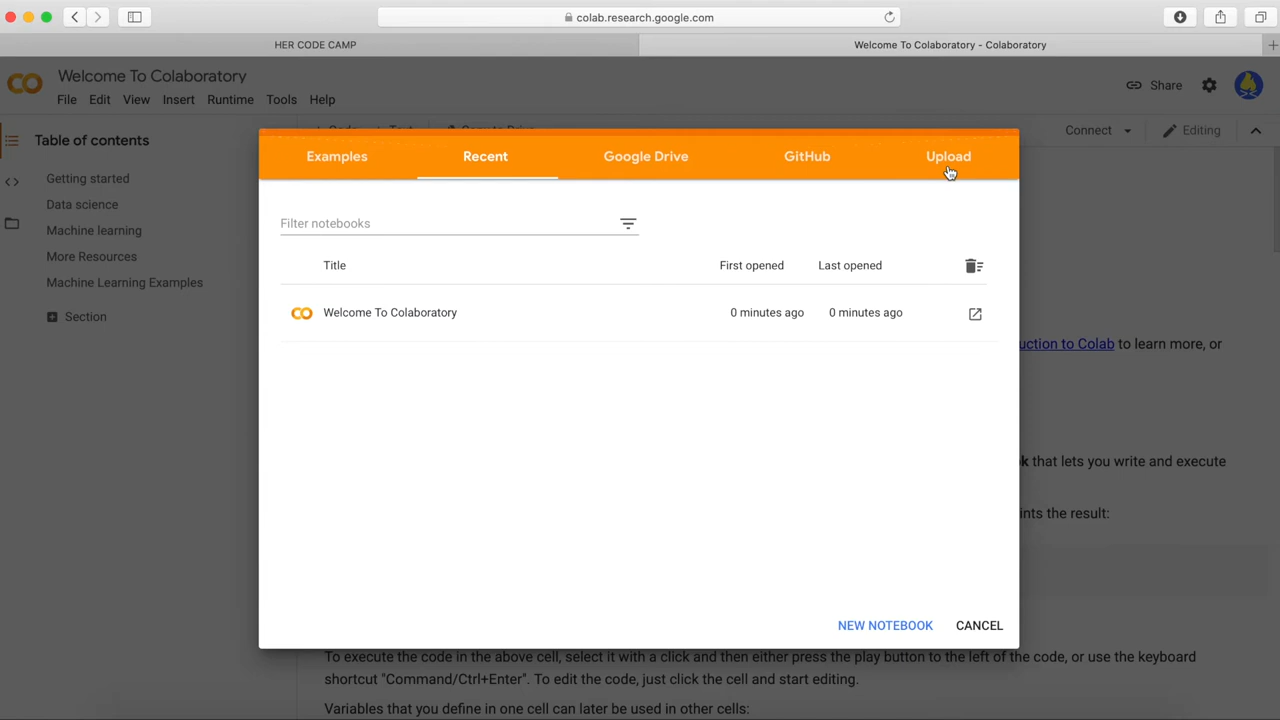 colab.research.google.com
HER CODE CAMP
Welcome To Colaboratory - Colaboratory
Welcome To Colaboratory
File Edit View Insert Runtime Tools Help
Share
Table of contents
Getting started
Data science
Machine learning
More Resources
Machine Learning Examples
Section
Connect
Editing
Examples Recent Google Drive GitHub Upload
Filter notebooks
Title First opened Last opened
Welcome To Colaboratory 0 minutes ago 0 minutes ago
NEW NOTEBOOK CANCEL
uction to Colab to learn more, or
k that lets you write and execute
ints the result:
To execute the code in the above cell, select it with a click and then either press the play button to the left of the code, or use the keyboard
shortcut "Command/Ctrl+Enter". To edit the code, just click the cell and start editing.
Variables that you define in one cell can later be used in other cells: